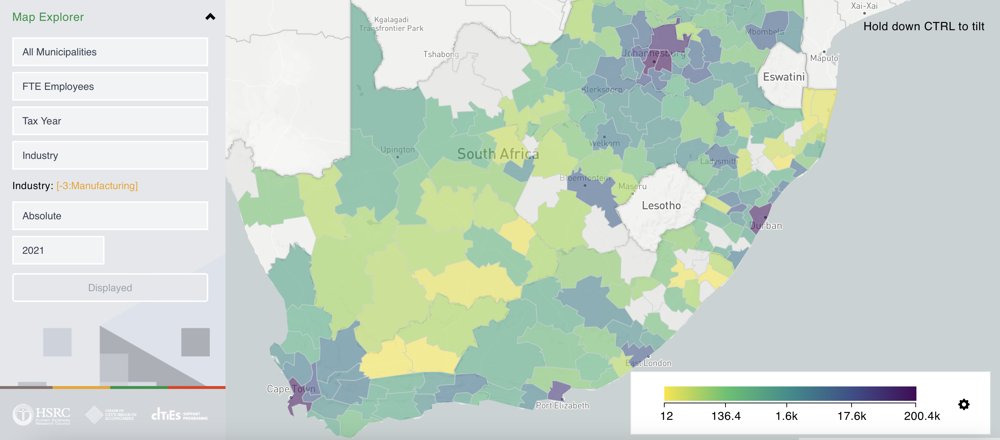 Map Explorer
All Municipalities
FTE Employees
Tax Year
Industry
Industry: [-3:Manufacturing]
Absolute
2021
Displayed
HSRC
Human Sciences
Research Council
CHAIR IN
CITY-REGION
ECONOMIES
cITiEs SUPPORT
PROGRAMME
Hold down CTRL to tilt
Xai-Xai
Kgalagadi
Transfrontier Park
Mbombela
Tshabong
Johannesburg
Maputo
Eswatini
Klerksdorp
Welkom
Upington
South Africa
Ladysmith
Bloemfontein
Maseru
Lesotho
Durban
East London
Cape Town
Port Elizabeth
12 136.4 1.6k 17.6k 200.4k